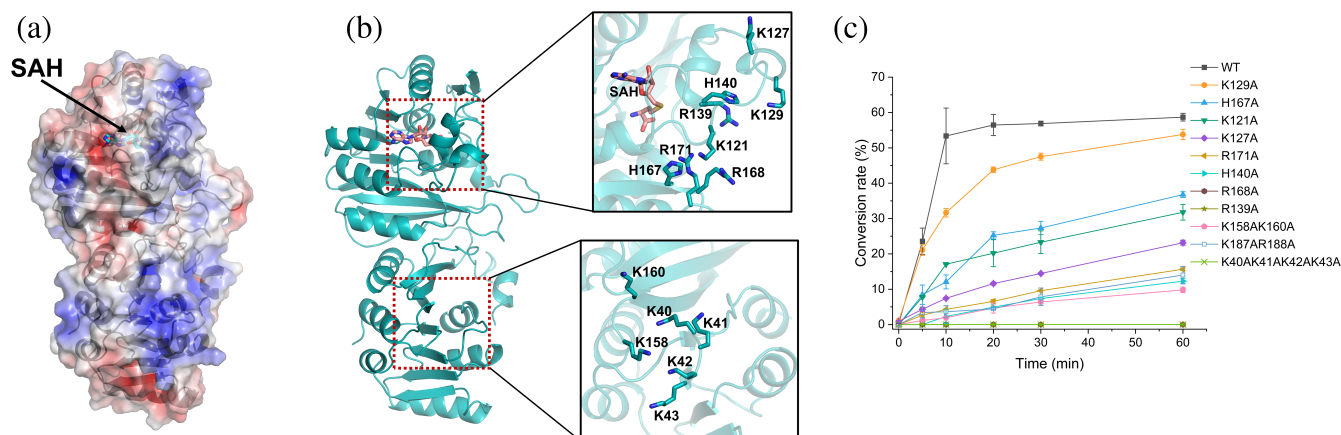 (a)
SAH
(b)
K127
SAH
H140
R139
K129
K121
R171
H167
R168
K160
K40
K41
K158
K42
K43
(c)
Conversion rate (%)
70
60
50
40
30
20
10
0
0 10 20 30 40 50 60
Time (min)
WT
K129A
H167A
K121A
K127A
R171A
H140A
R168A
R139A
K158AK160A
K187AR188A
K40AK41AK42AK43A